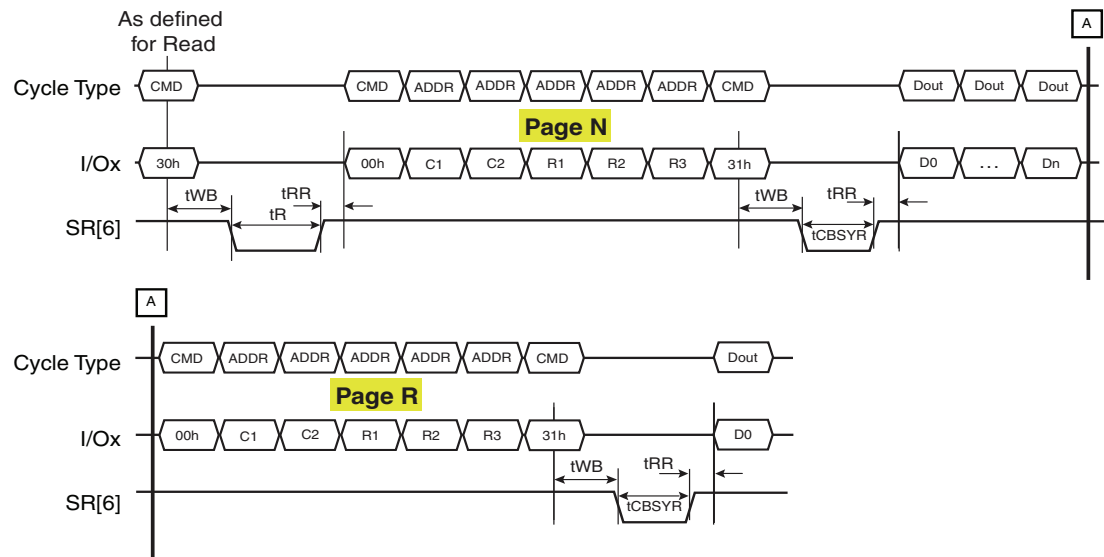 As defined
for Read
A
Cycle Type CMD CMD ADDR ADDR ADDR ADDR ADDR CMD Dout Dout Dout
Page N
I/Ox 30h 00h C1 C2 R1 R2 R3 31h D0 ... Dn
tWB tRR tWB tRR
SR[6] tR tCBSYR
A
Cycle Type CMD ADDR ADDR ADDR ADDR ADDR CMD Dout
Page R
I/Ox 00h C1 C2 R1 R2 R3 31h D0
tWB tRR
SR[6] tCBSYR